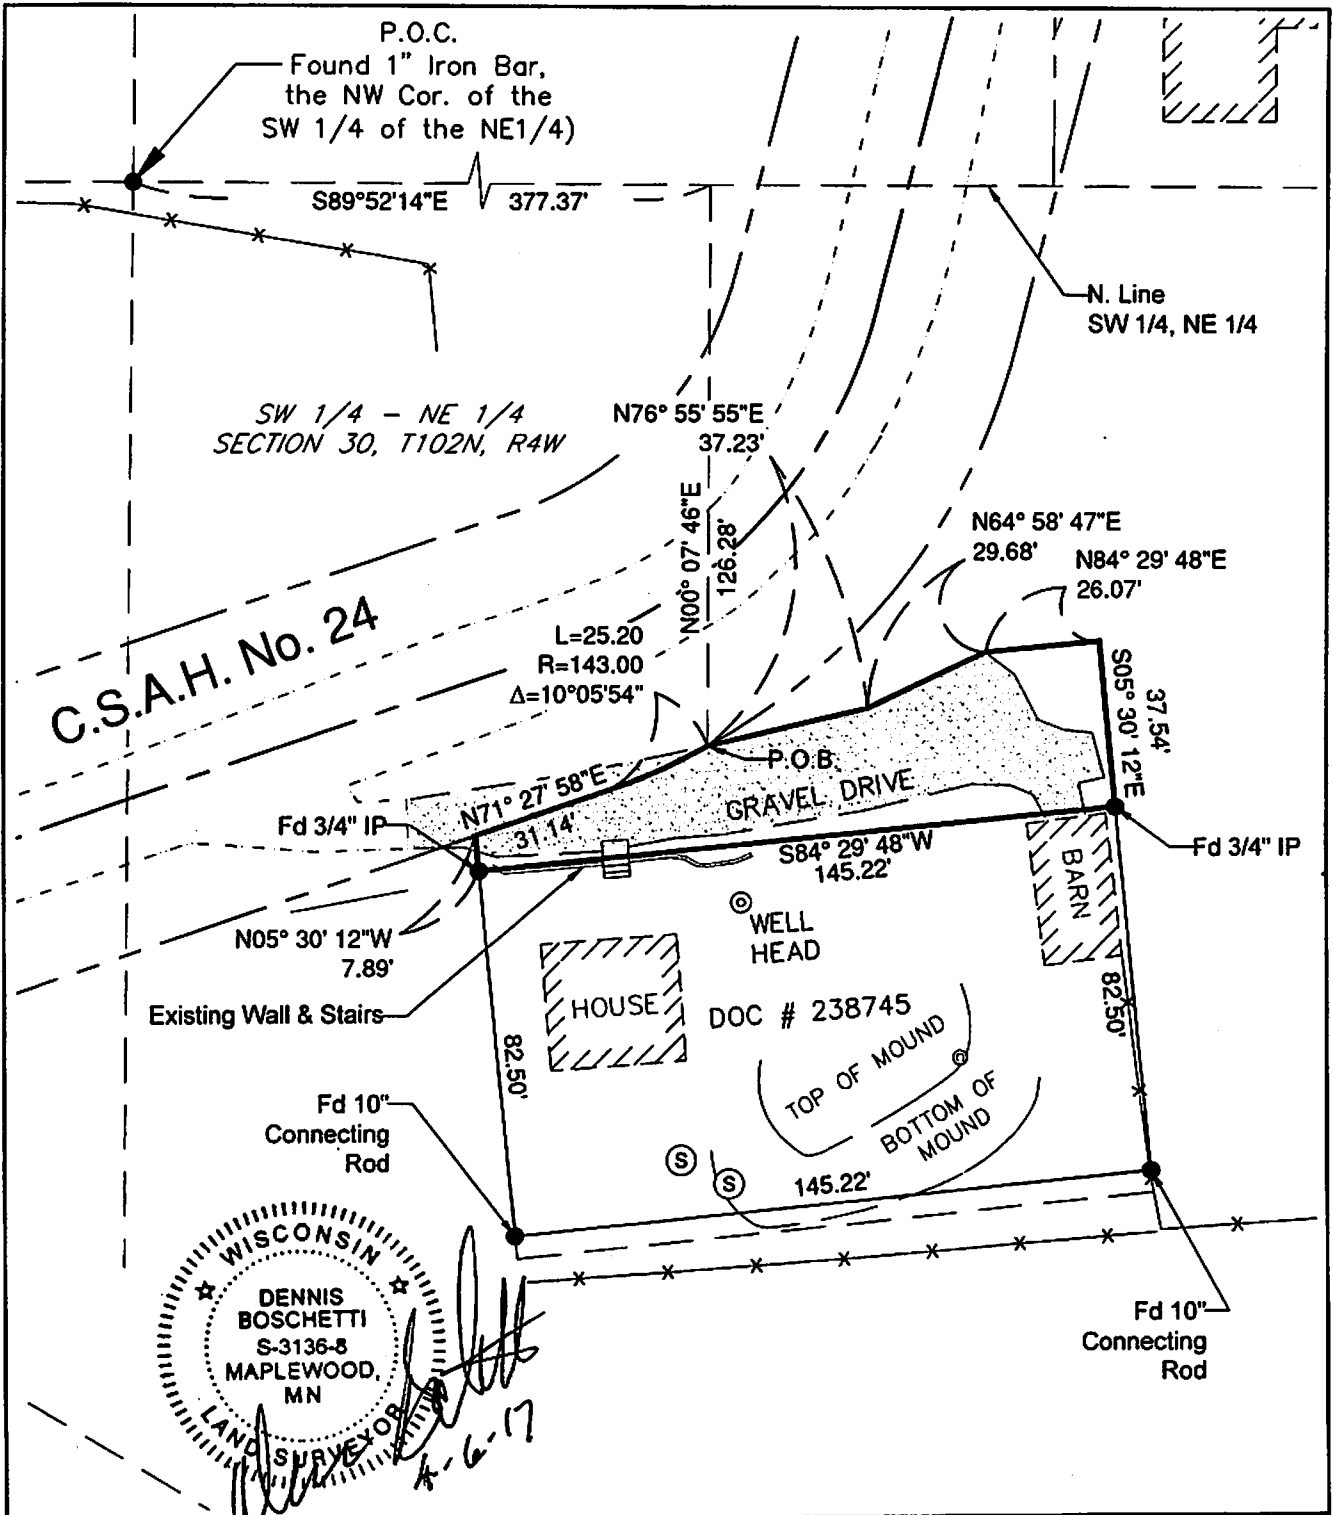 P.O.C.
Found 1" Iron Bar,
the NW Cor. of the
SW 1/4 of the NE1/4)
S89°52'14"E 377.37'
N. Line
SW 1/4, NE 1/4
SW 1/4 - NE 1/4
SECTION 30, T102N, R4W
N76° 55' 55"E
37.23'
N00° 07' 46"E
126.28'
N64° 58' 47"E
29.68'
N84° 29' 48"E
26.07'
C.S.A.H. No. 24
L=25.20
R=143.00
Δ=10°05'54"
S05° 30' 12"E
37.54'
P.O.B.
N71° 27' 58"E
31.14'
GRAVEL DRIVE
Fd 3/4" IP
S84° 29' 48"W
145.22'
Fd 3/4" IP
BARN
N05° 30' 12"W
7.89'
WELL
HEAD
Existing Wall & Stairs
HOUSE
DOC # 238745
82.50'
82.50'
TOP OF MOUND
BOTTOM OF
MOUND
Fd 10"
Connecting
Rod
S
S
145.22'
WISCONSIN
DENNIS
BOSCHETTI
S-3136-8
MAPLEWOOD,
MN
LAND SURVEYOR
4-6-17
Fd 10"
Connecting
Rod